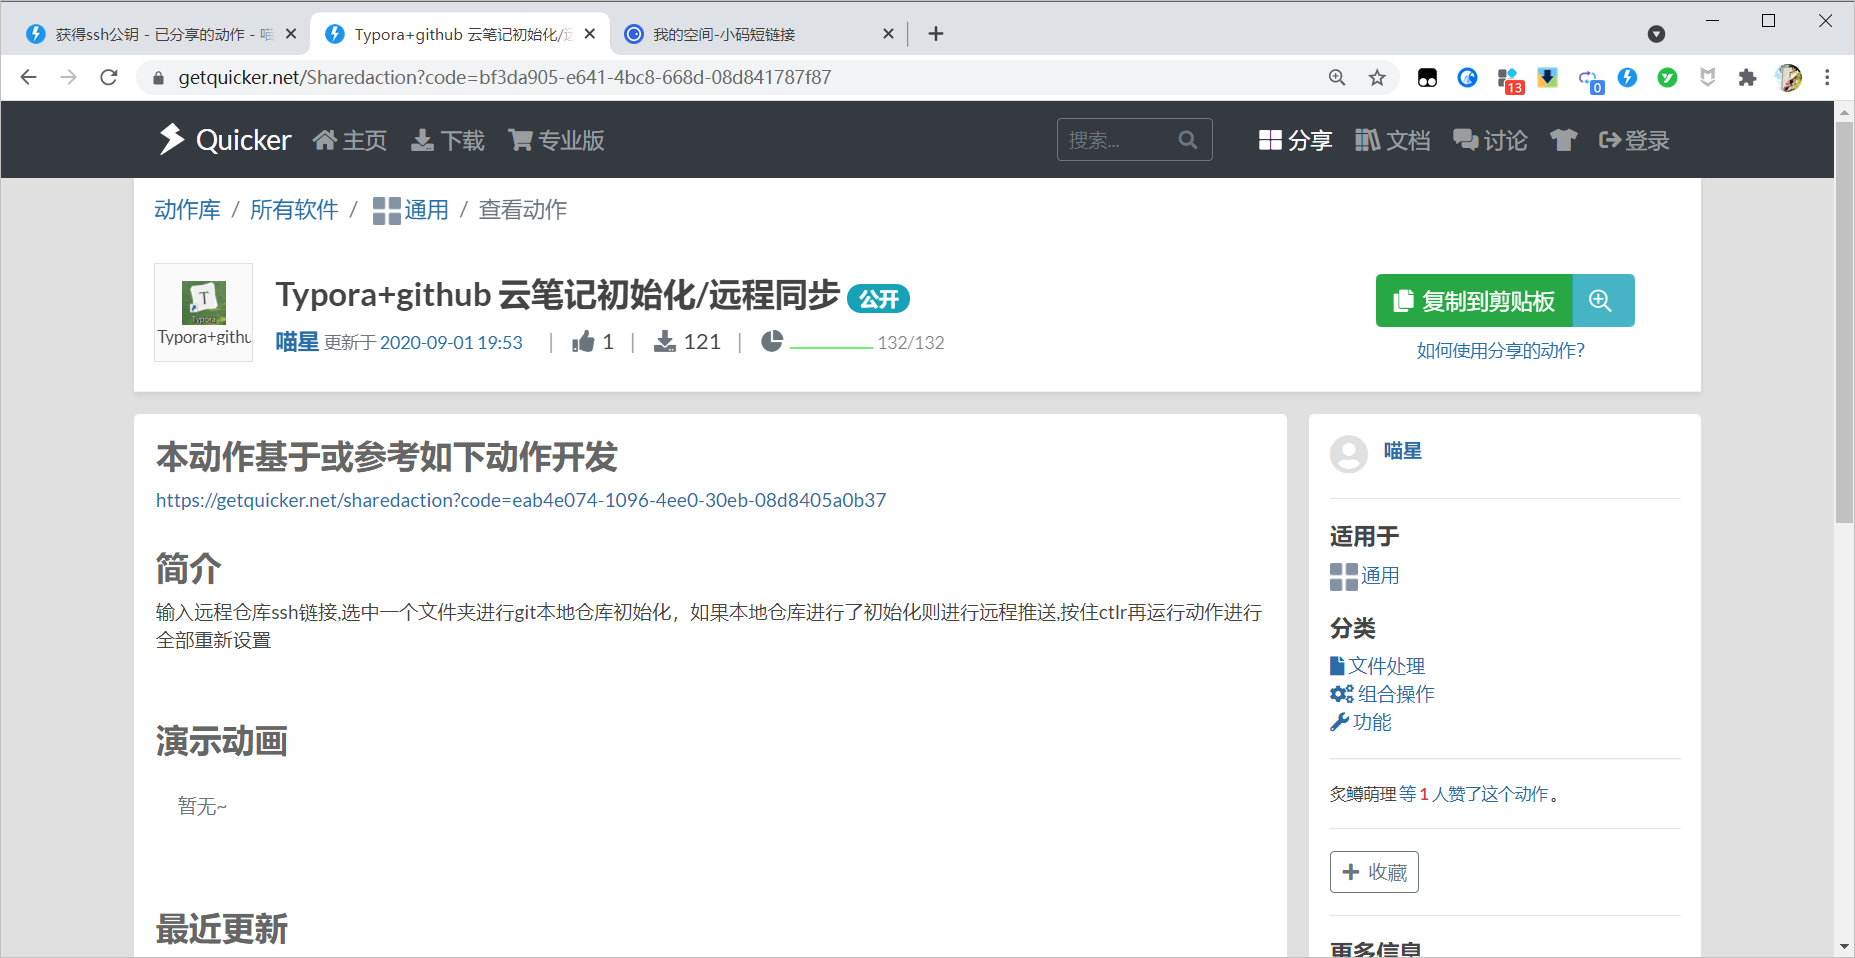 获得ssh公钥 - 已分享的动作 - 喵
Typora+github 云笔记初始化/远
我的空间-小码短链接
getquicker.net/Sharedaction?code=bf3da905-e641-4bc8-668d-08d841787f87
13
0
Quicker 主页 下载 专业版 搜索... 分享 文档 讨论 登录
动作库 / 所有软件 / 通用 / 查看动作
Typora+github 云笔记初始化/远程同步 公开
T
Typora
Typora+githu
喵星 更新于 2020-09-01 19:53 | 1 | 121 | 132/132
复制到剪贴板
如何使用分享的动作?
本动作基于或参考如下动作开发
https://getquicker.net/sharedaction?code=eab4e074-1096-4ee0-30eb-08d8405a0b37
简介
输入远程仓库ssh链接,选中一个文件夹进行git本地仓库初始化，如果本地仓库进行了初始化则进行远程推送,按住ctlr再运行动作进行
全部重新设置
演示动画
暂无~
最近更新
喵星
适用于
通用
分类
文件处理
组合操作
功能
炙鳟萌理 等 1 人赞了这个动作 。
收藏
更多信息